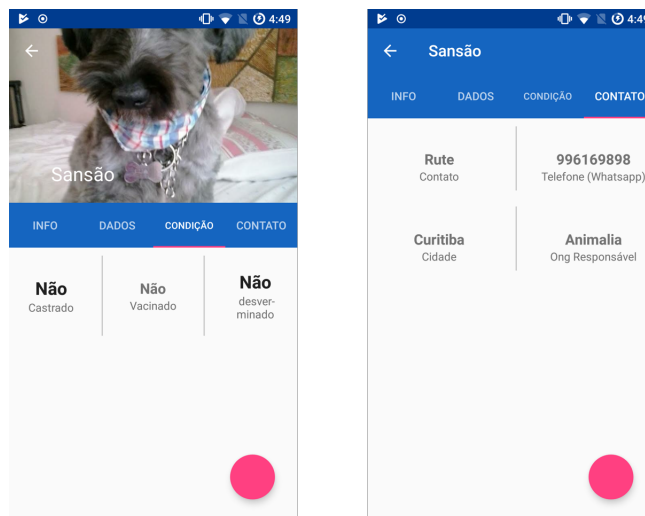 4:49
Sansão
INFO DADOS CONDIÇÃO CONTATO
Não
Castrado
Não
Vacinado
Não
desver-
minado
4:49
Sansão
INFO DADOS CONDIÇÃO CONTATO
Rute
Contato
996169898
Telefone (Whatsapp)
Curitiba
Cidade
Animalia
Ong Responsável